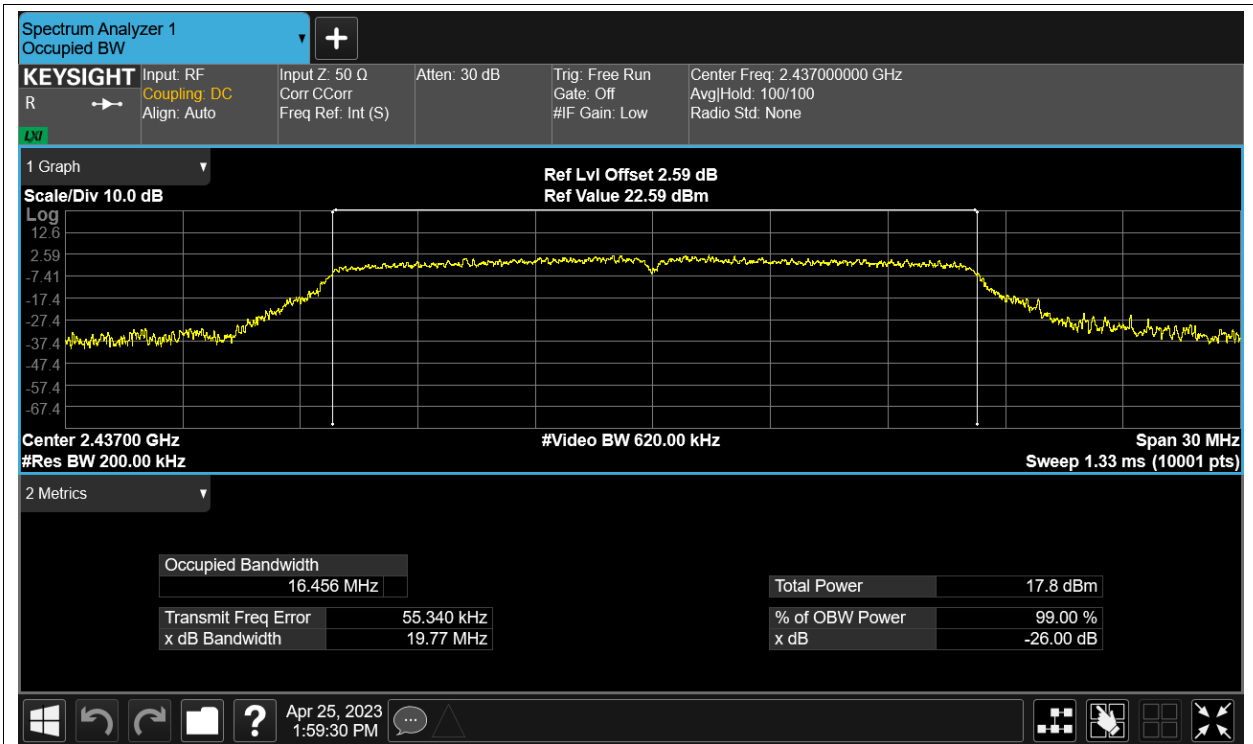 Spectrum Analyzer 1
Occupied BW
KEYSIGHT
R
LXI
Input: RF
Coupling: DC
Align: Auto
Input Z: 50 Ω
Corr CCorr
Freq Ref: Int (S)
Atten: 30 dB
Trig: Free Run
Gate: Off
#IF Gain: Low
Center Freq: 2.437000000 GHz
Avg|Hold: 100/100
Radio Std: None
1 Graph
Scale/Div 10.0 dB
Ref Lvl Offset 2.59 dB
Ref Value 22.59 dBm
Log
12.6
2.59
-7.41
-17.4
-27.4
-37.4
-47.4
-57.4
-67.4
Center 2.43700 GHz
#Video BW 620.00 kHz
Span 30 MHz
#Res BW 200.00 kHz
Sweep 1.33 ms (10001 pts)
2 Metrics
Occupied Bandwidth
16.456 MHz
Total Power 17.8 dBm
Transmit Freq Error 55.340 kHz
% of OBW Power 99.00 %
x dB Bandwidth 19.77 MHz
x dB -26.00 dB
?
Apr 25, 2023
1:59:30 PM